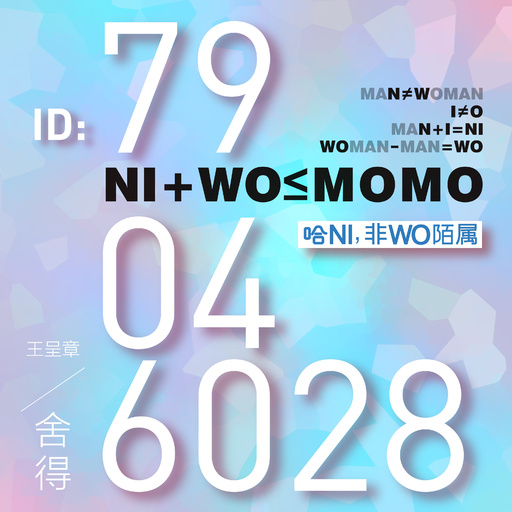 79
ID:
MAN≠WOMAN
I≠O
MAN+I=NI
WOMAN-MAN=WO
NI+WO≤MOMO
哈NI,非WO陌属
04
王呈章
舍得
6028